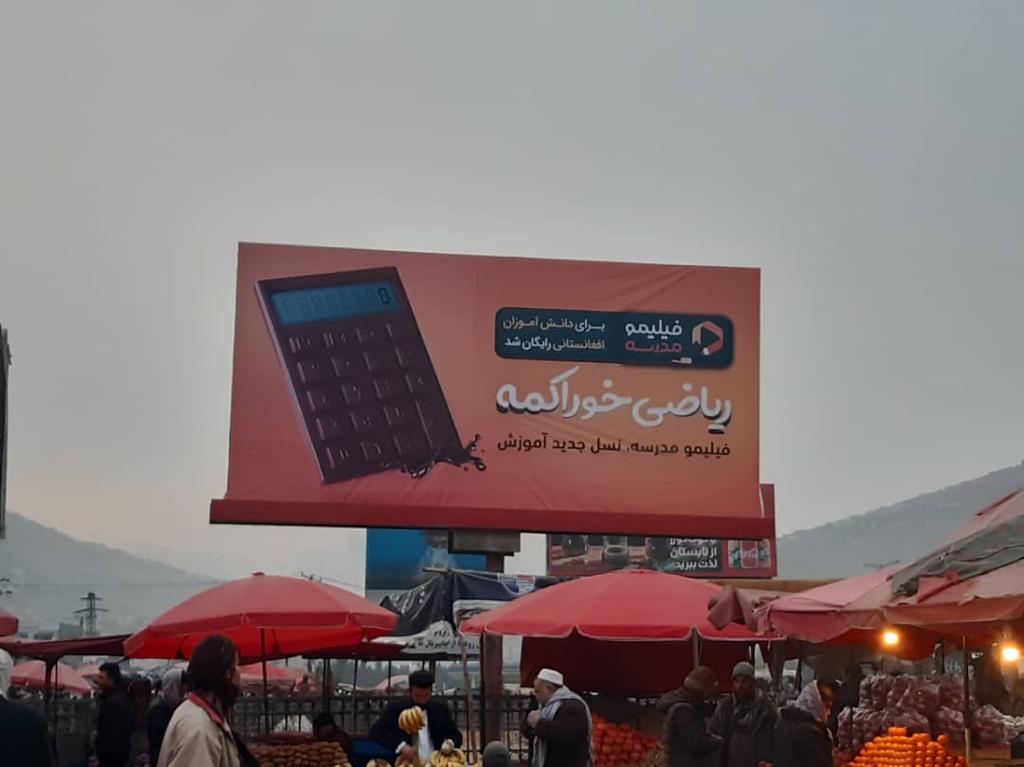 فیلیمو
مدرسه
برای دانش آموزان
افغانستانی رایگان شد
ریاضی خوراکمه
فیلیمو مدرسه، نسل جدید آموزش
0
از تابستان
لذت ببرید